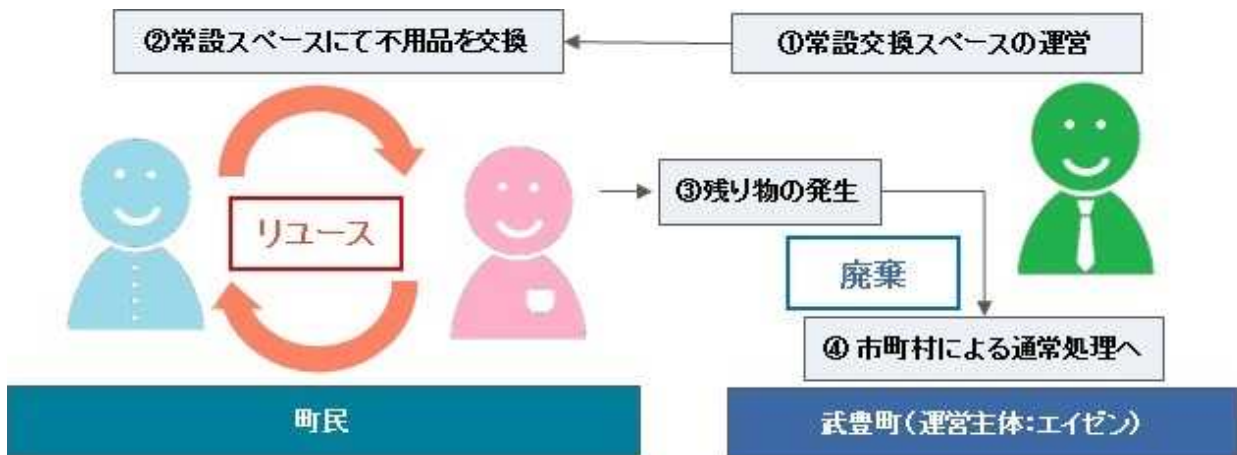 ②常設スペースにて不用品を交換
①常設交換スペースの運営
リユース
③残り物の発生
廃棄
④ 市町村による通常処理へ
町民
武豊町(運営主体:エイゼン)